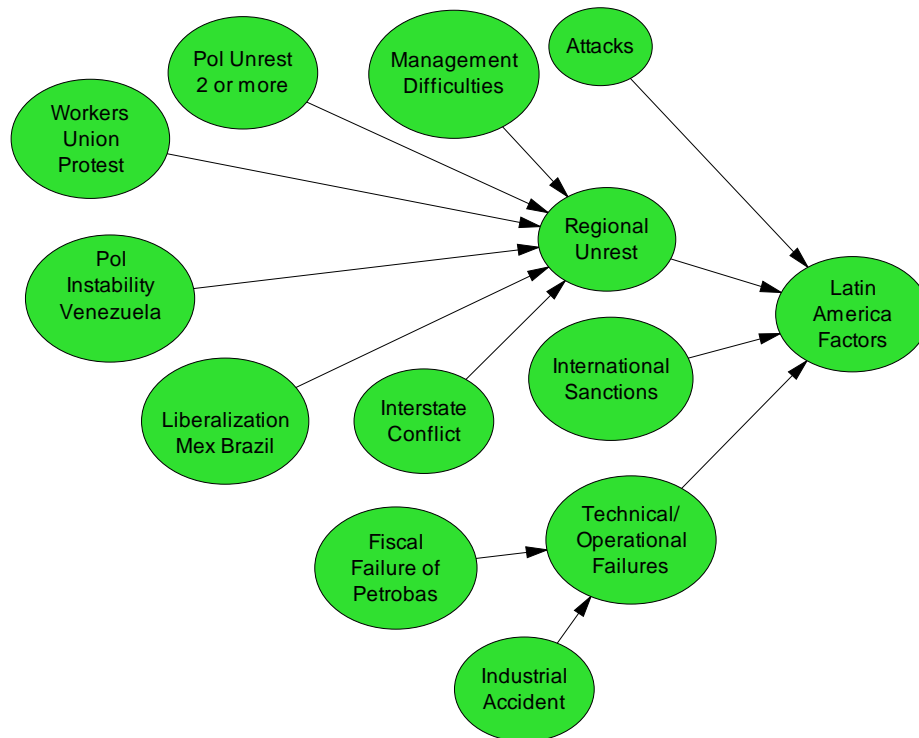 Attacks
Pol Unrest
2 or more
Management
Difficulties
Workers
Union
Protest
Regional
Unrest
Pol
Instability
Venezuela
Latin
America
Factors
International
Sanctions
Liberalization
Mex Brazil
Interstate
Conflict
Technical/
Operational
Failures
Fiscal
Failure of
Petrobas
Industrial
Accident